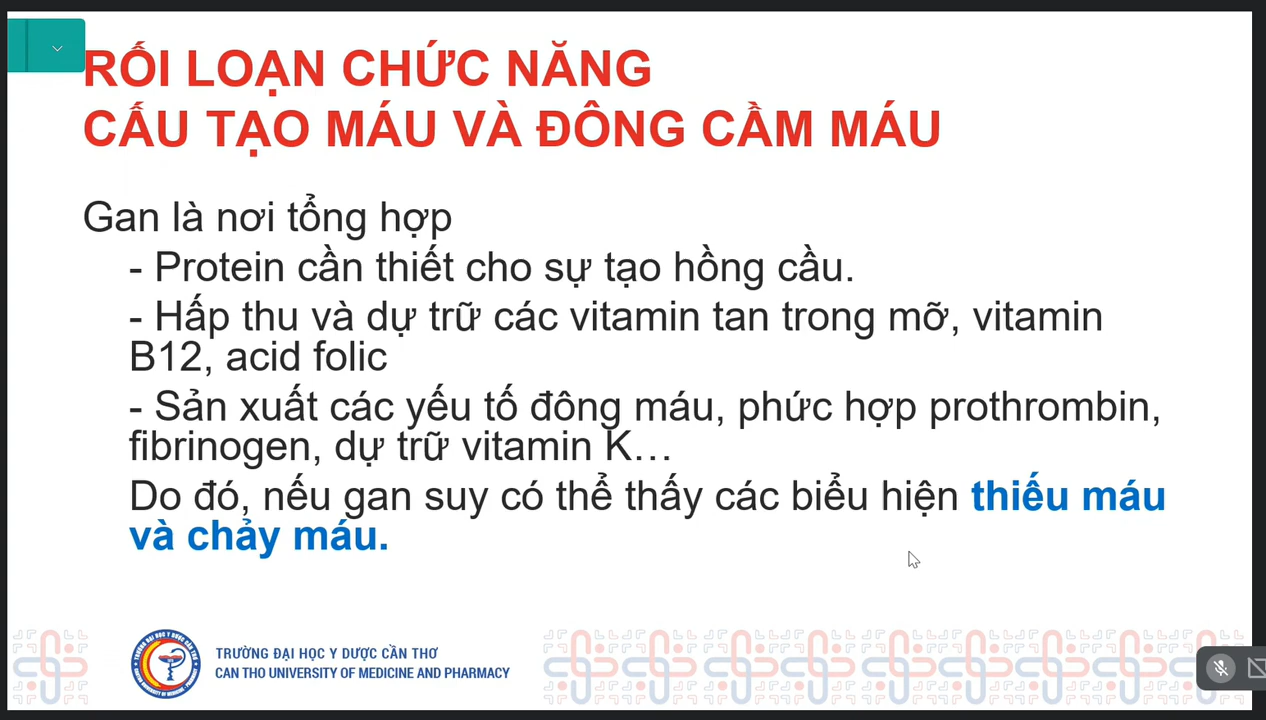 RỐI LOẠN CHỨC NĂNG
CẤU TẠO MÁU VÀ ĐÔNG CẦM MÁU
Gan là nơi tổng hợp
- Protein cần thiết cho sự tạo hồng cầu.
- Hấp thu và dự trữ các vitamin tan trong mỡ, vitamin
B12, acid folic
- Sản xuất các yếu tố đông máu, phức hợp prothrombin,
fibrinogen, dự trữ vitamin K...
Do đó, nếu gan suy có thể thấy các biểu hiện thiếu máu
và chảy máu.
TRƯỜNG ĐẠI HỌC Y DƯỢC CẦN THƠ
CAN THO UNIVERSITY OF MEDICINE AND PHARMACY